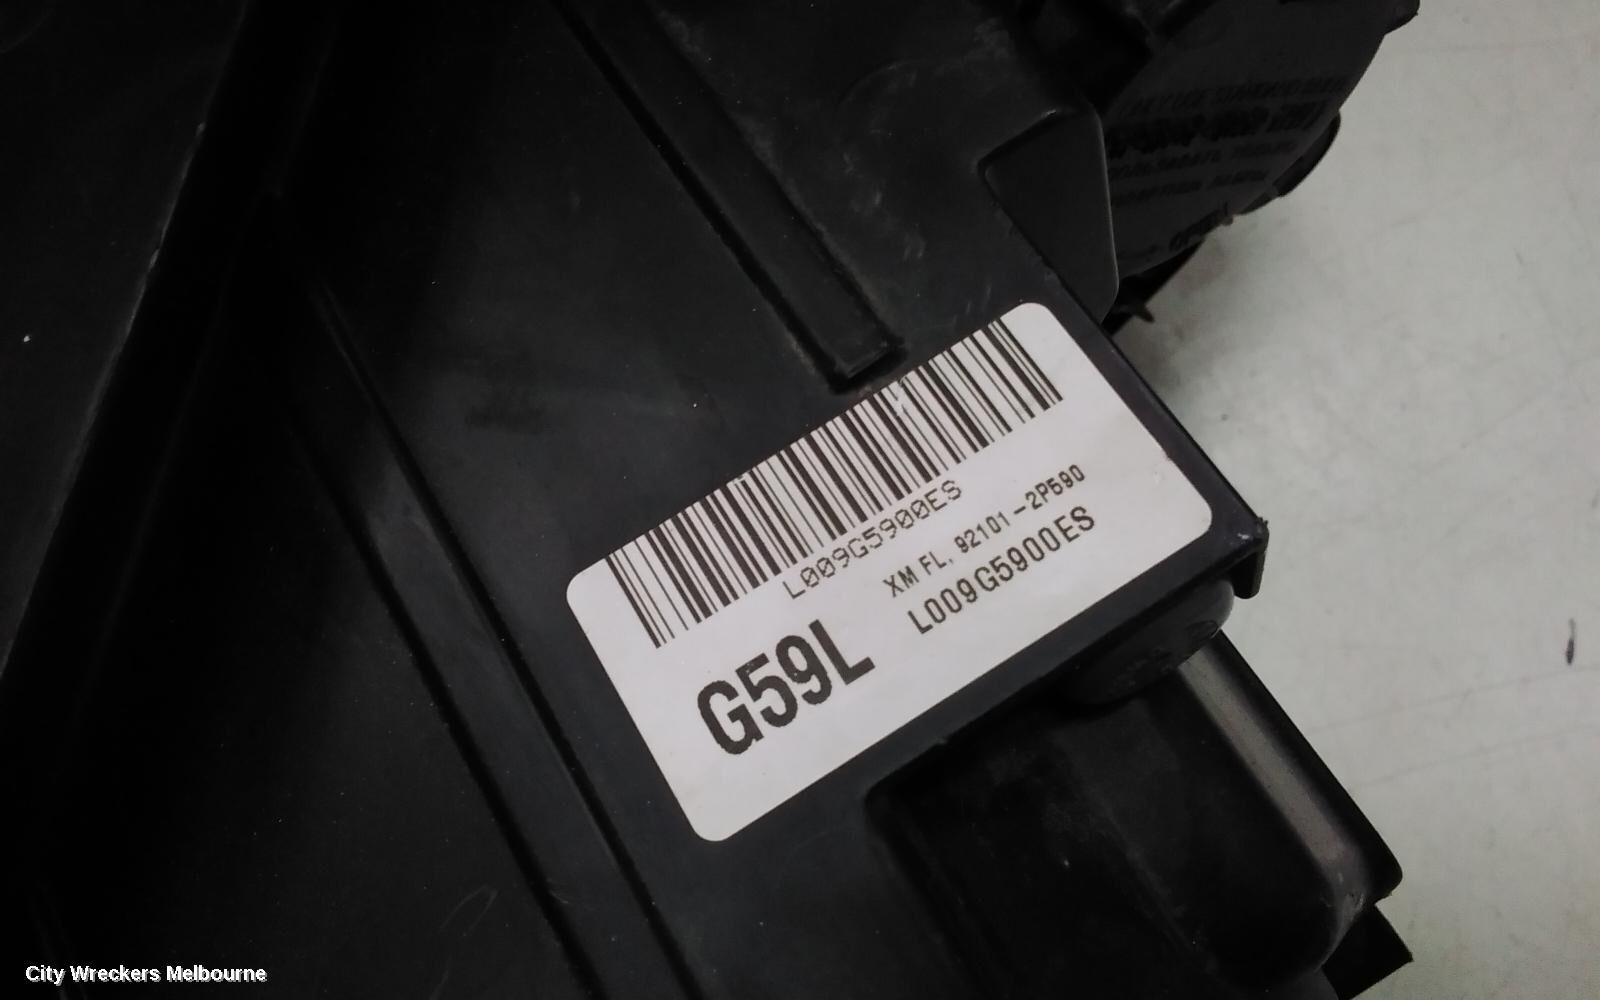 L009G5900ES
XM FL, 92101-2P590
L009G5900ES
G59L
City Wreckers Melbourne